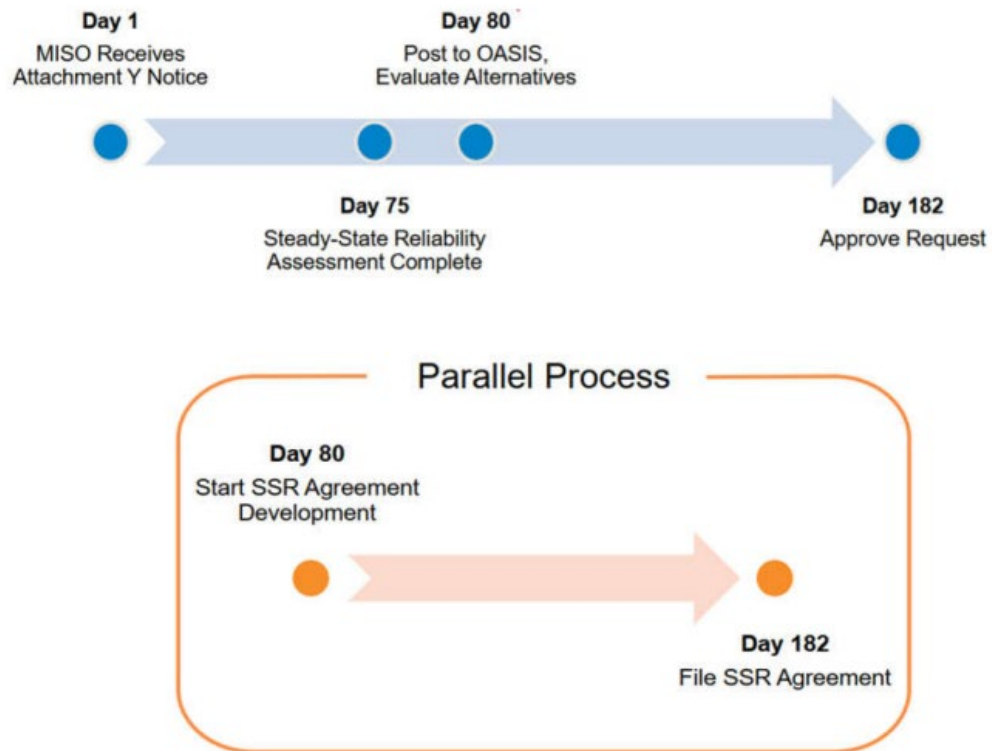 Day 1
MISO Receives
Attachment Y Notice
Day 80
Post to OASIS,
Evaluate Alternatives
Day 75
Steady-State Reliability
Assessment Complete
Day 182
Approve Request
Parallel Process
Day 80
Start SSR Agreement
Development
Day 182
File SSR Agreement